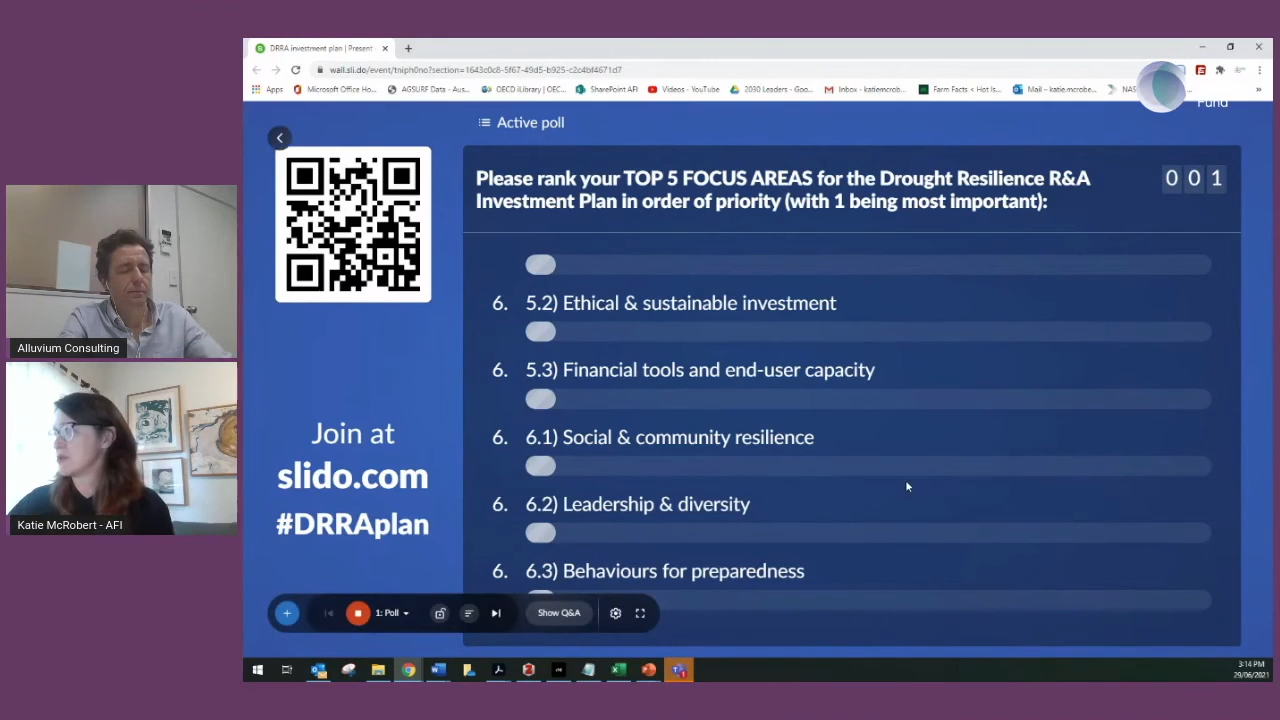 DRRA investment plan | Present
wall.sli.do/event/tniph0no?section=1643c0c8-5f67-49d5-b925-c2c4bf4671d7
Apps
Microsoft Office Ho...
AGSURF Data - Aus...
OECD iLibrary | OEC...
SharePoint AFI
Videos - YouTube
2030 Leaders - Goo...
Inbox - katiemcrob...
Farm Facts < Hot Is...
Mail – katie.mcrobe...
NAS
Fund
Active poll
Please rank your TOP 5 FOCUS AREAS for the Drought Resilience R&A
Investment Plan in order of priority (with 1 being most important):
0 0 1
6. 5.2) Ethical & sustainable investment
6. 5.3) Financial tools and end-user capacity
6. 6.1) Social & community resilience
6. 6.2) Leadership & diversity
6. 6.3) Behaviours for preparedness
Join at
slido.com
#DRRAplan
1: Poll
Show Q&A
Alluvium Consulting
Katie McRobert - AFI
3:14 PM
29/06/2021